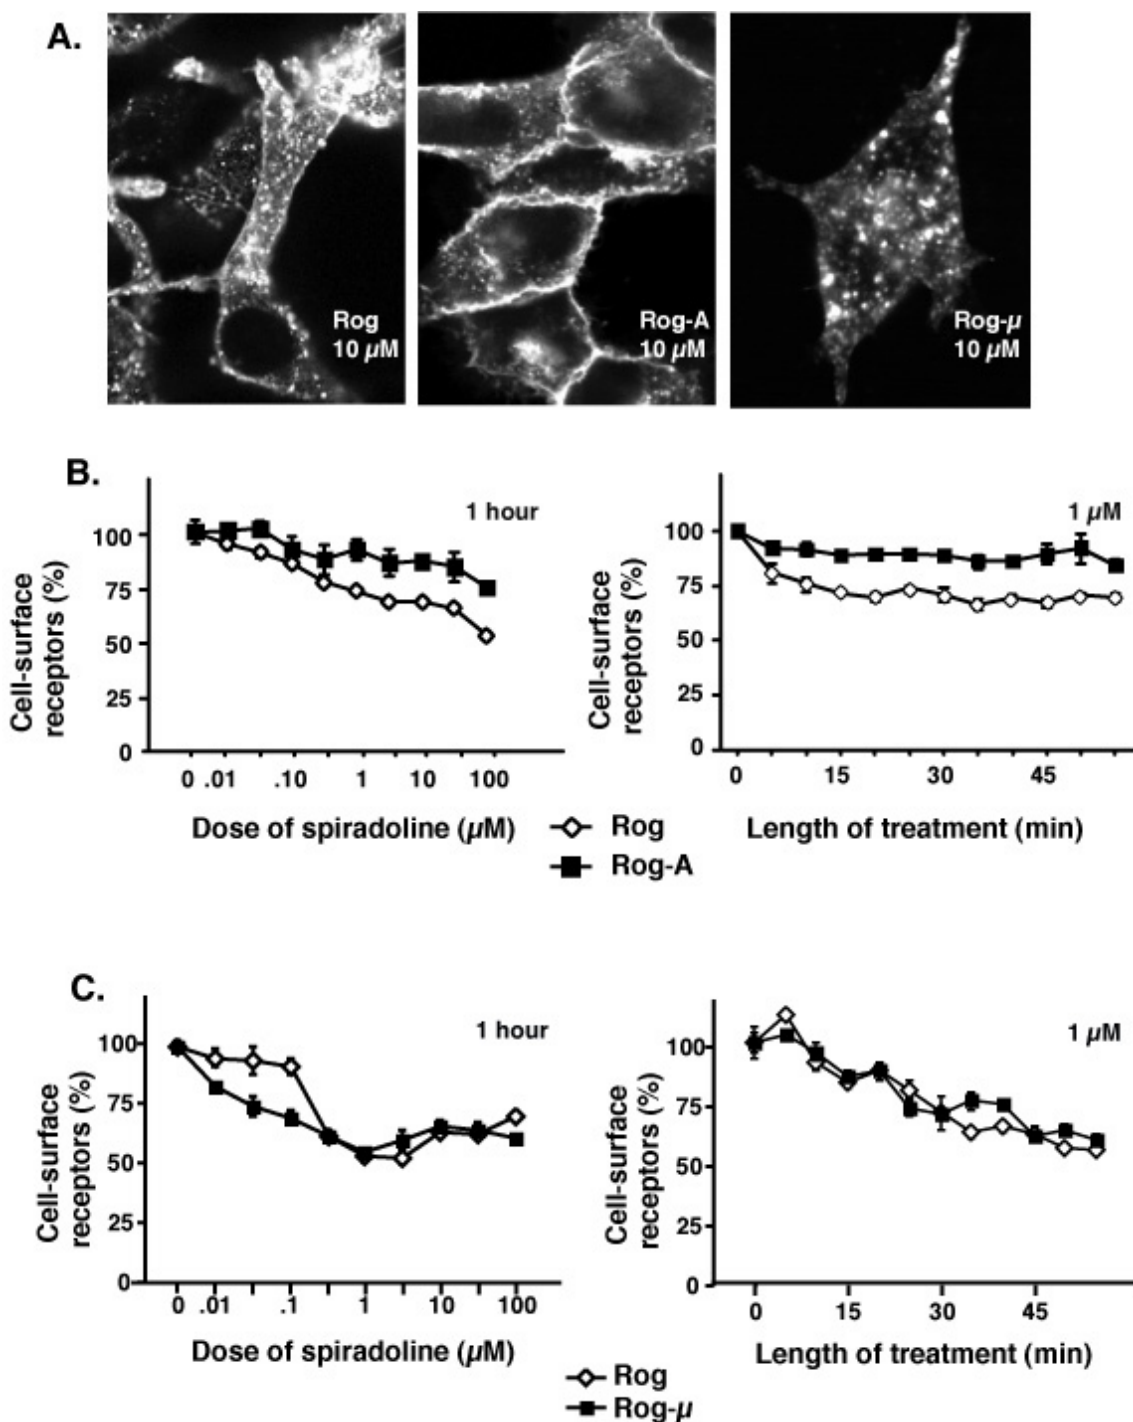 A.
Rog
10 µM
Rog-A
10 µM
Rog-µ
10 µM
B.
Cell-surface
receptors (%)
100
75
50
25
0
1 hour
0 .01 .10 1 10 100
Dose of spiradoline (µM)
Cell-surface
receptors (%)
100
75
50
25
0
1 µM
0 15 30 45
Length of treatment (min)
Rog
Rog-A
C.
Cell-surface
receptors (%)
100
75
50
25
0
1 hour
0 .01 .1 1 10 100
Dose of spiradoline (µM)
Cell-surface
receptors (%)
100
75
50
25
0
1 µM
0 15 30 45
Length of treatment (min)
Rog
Rog-µ